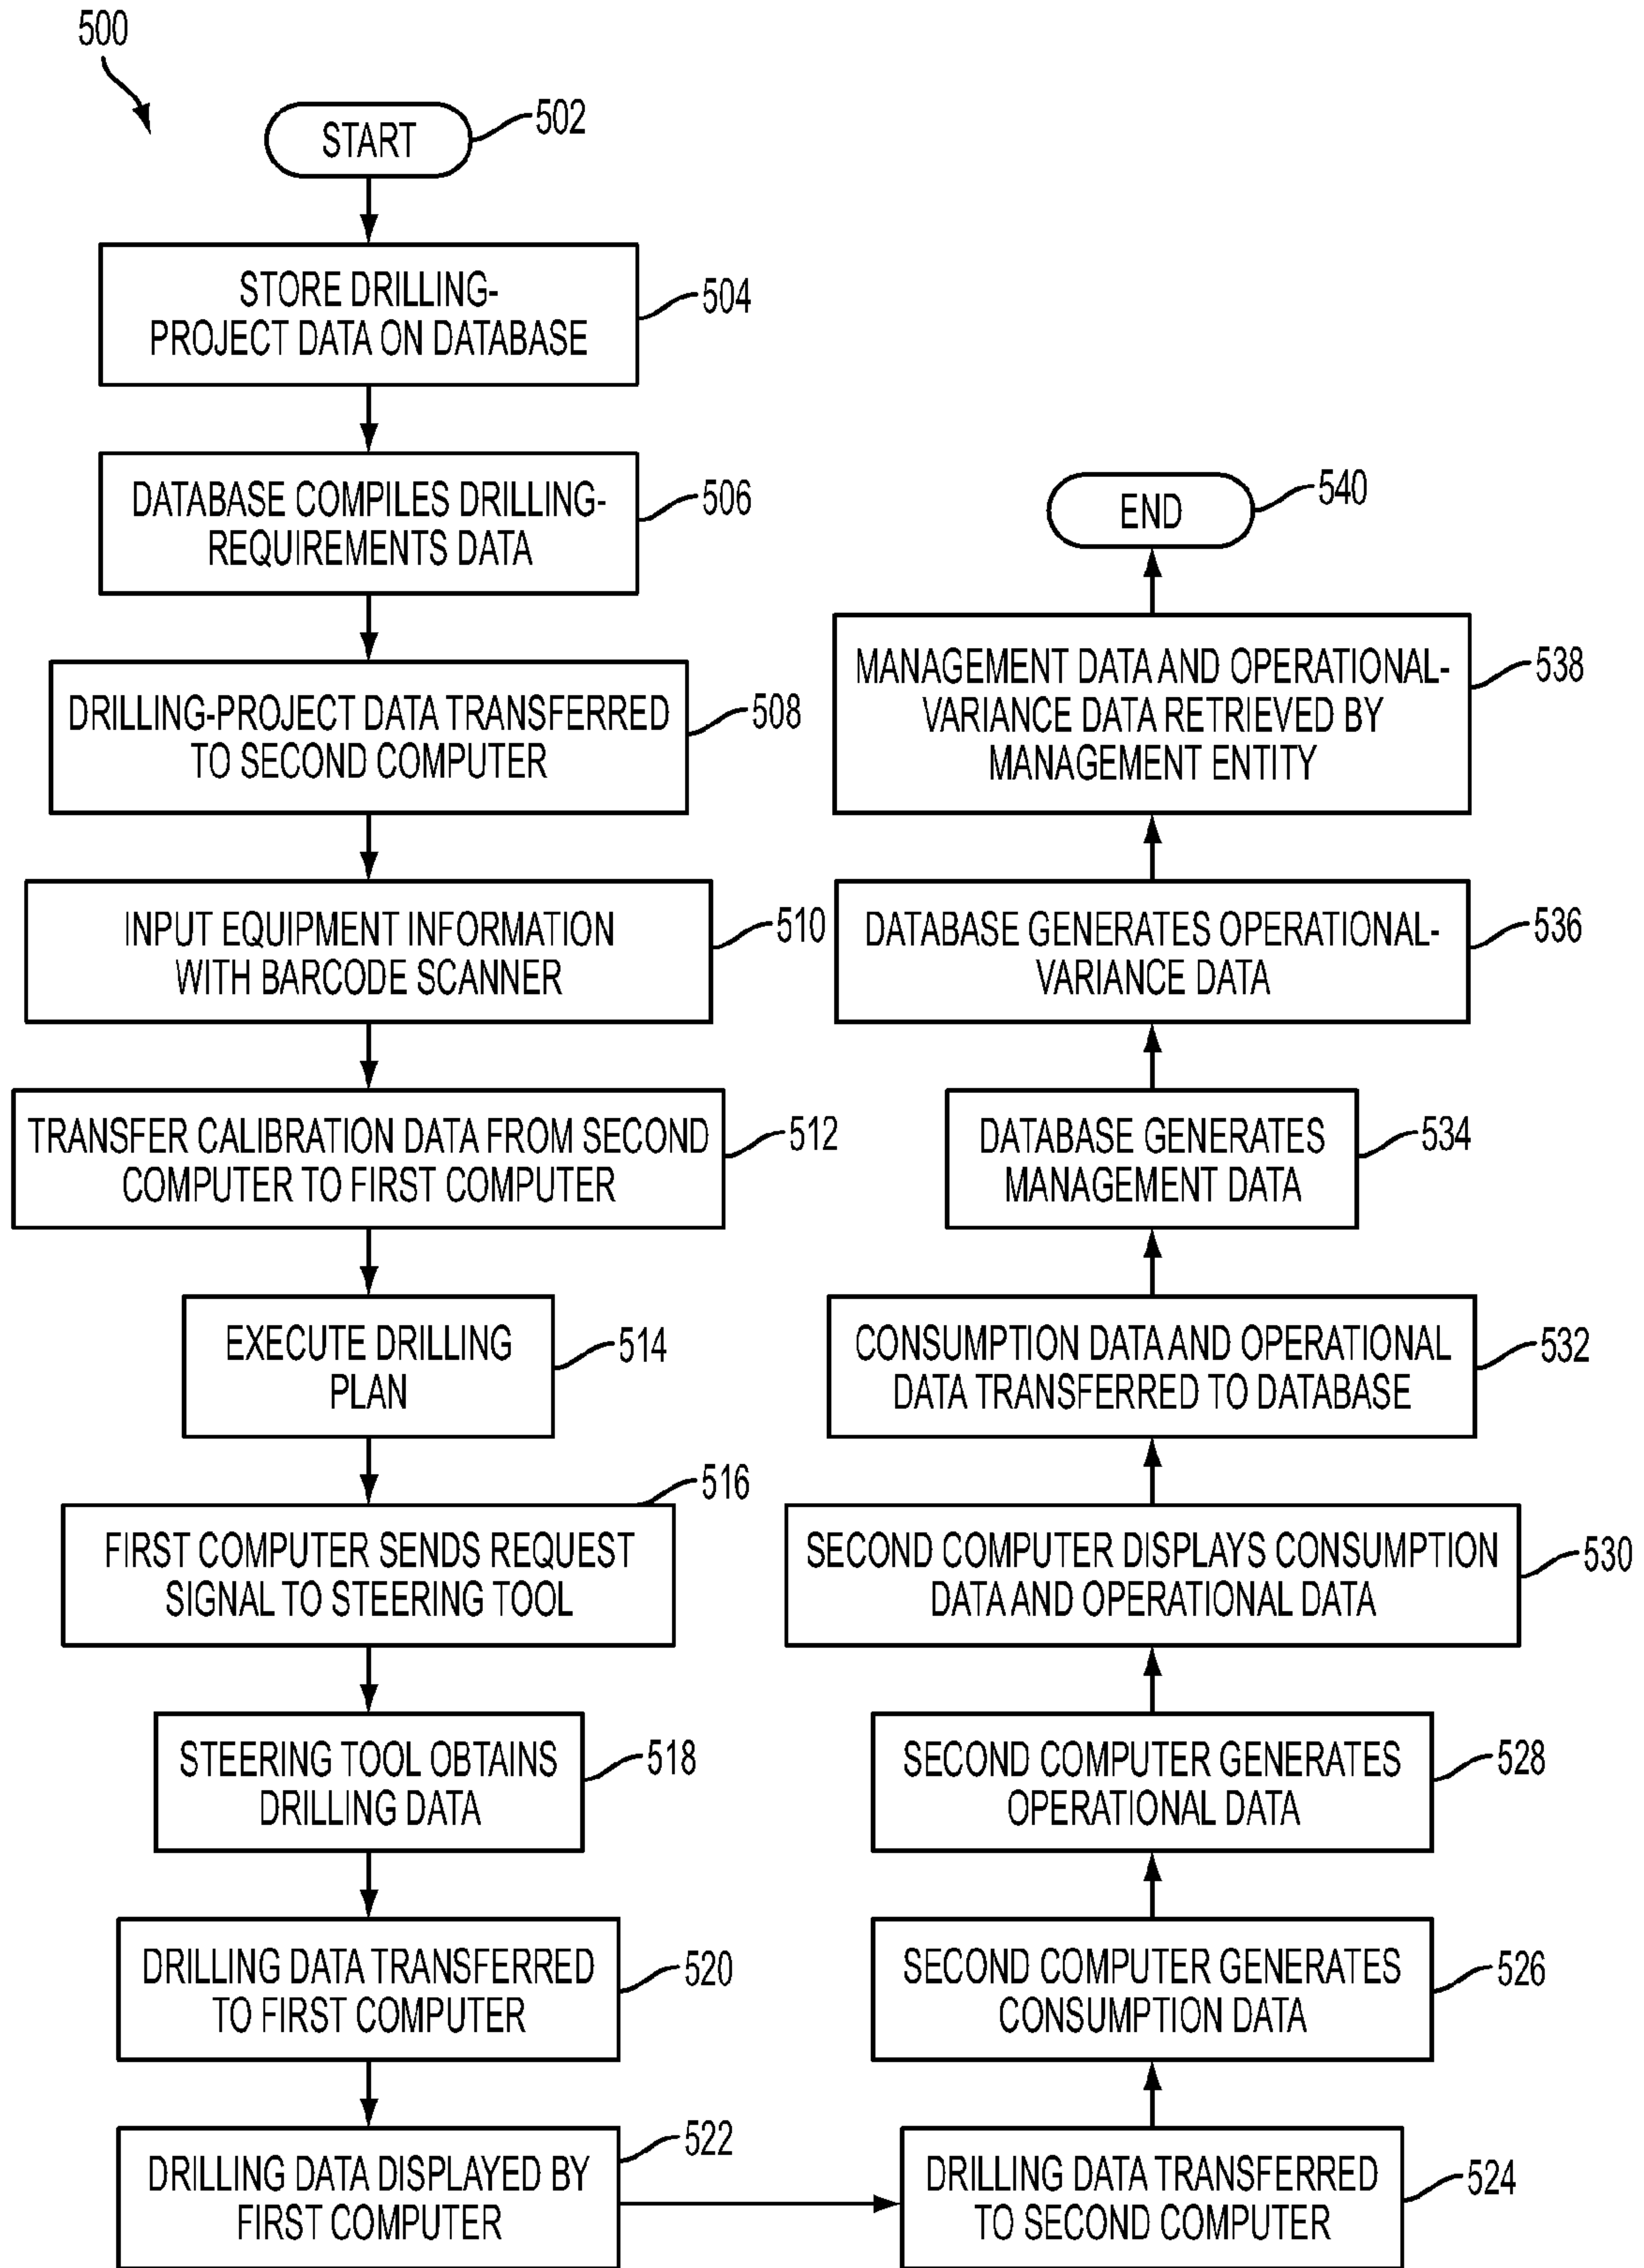 500
START
502
STORE DRILLING-
PROJECT DATA ON DATABASE
504
DATABASE COMPILES DRILLING-
REQUIREMENTS DATA
506
DRILLING-PROJECT DATA TRANSFERRED
TO SECOND COMPUTER
508
INPUT EQUIPMENT INFORMATION
WITH BARCODE SCANNER
510
TRANSFER CALIBRATION DATA FROM SECOND
COMPUTER TO FIRST COMPUTER
512
EXECUTE DRILLING
PLAN
514
FIRST COMPUTER SENDS REQUEST
SIGNAL TO STEERING TOOL
516
STEERING TOOL OBTAINS
DRILLING DATA
518
DRILLING DATA TRANSFERRED
TO FIRST COMPUTER
520
DRILLING DATA DISPLAYED BY
FIRST COMPUTER
522
DRILLING DATA TRANSFERRED
TO SECOND COMPUTER
524
SECOND COMPUTER GENERATES
CONSUMPTION DATA
526
SECOND COMPUTER GENERATES
OPERATIONAL DATA
528
SECOND COMPUTER DISPLAYS CONSUMPTION
DATA AND OPERATIONAL DATA
530
CONSUMPTION DATA AND OPERATIONAL
DATA TRANSFERRED TO DATABASE
532
DATABASE GENERATES
MANAGEMENT DATA
534
DATABASE GENERATES OPERATIONAL-
VARIANCE DATA
536
MANAGEMENT DATA AND OPERATIONAL-
VARIANCE DATA RETRIEVED BY
MANAGEMENT ENTITY
538
END
540